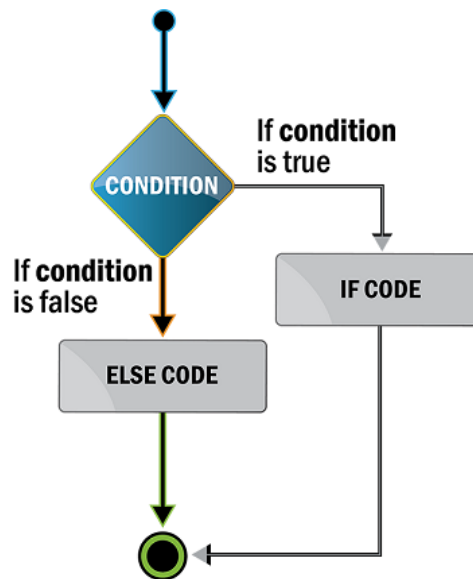 If condition
is true
CONDITION
If condition
is false
IF CODE
ELSE CODE